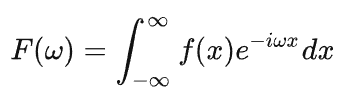 F(ω) = ∫_{-∞}^{∞} f(x)e^{-iωx} dx